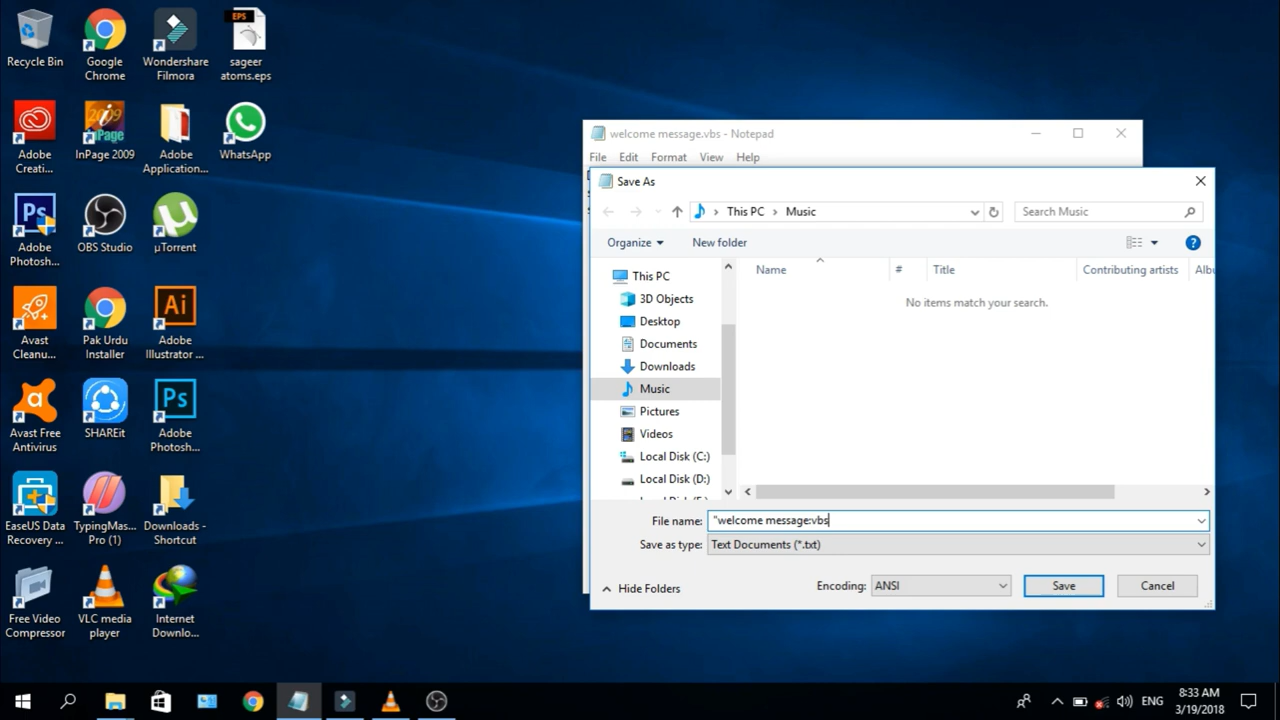 Recycle Bin
Google
Chrome
Wondershare
Filmora
EPS
sageer
atoms.eps
Adobe
Creati...
2009
InPage
InPage 2009
Adobe
Application...
WhatsApp
Ps
Adobe
Photosh...
OBS Studio
µTorrent
Avast
Cleanu...
Pak Urdu
Installer
Ai
Adobe
Illustrator ...
Avast Free
Antivirus
SHAREit
Ps
Adobe
Photosh...
EaseUS Data
Recovery ...
TypingMas...
Pro (1)
Downloads -
Shortcut
Free Video
Compressor
VLC media
player
Internet
Downlo...
welcome message.vbs - Notepad
File Edit Format View Help
Save As
This PC > Music
Search Music
Organize
New folder
Name # Title Contributing artists Albu
No items match your search.
This PC
3D Objects
Desktop
Documents
Downloads
Music
Pictures
Videos
Local Disk (C:)
Local Disk (D:)
File name: "welcome message:vbs
Save as type: Text Documents (*.txt)
Hide Folders
Encoding: ANSI
Save
Cancel
ENG
8:33 AM
3/19/2018